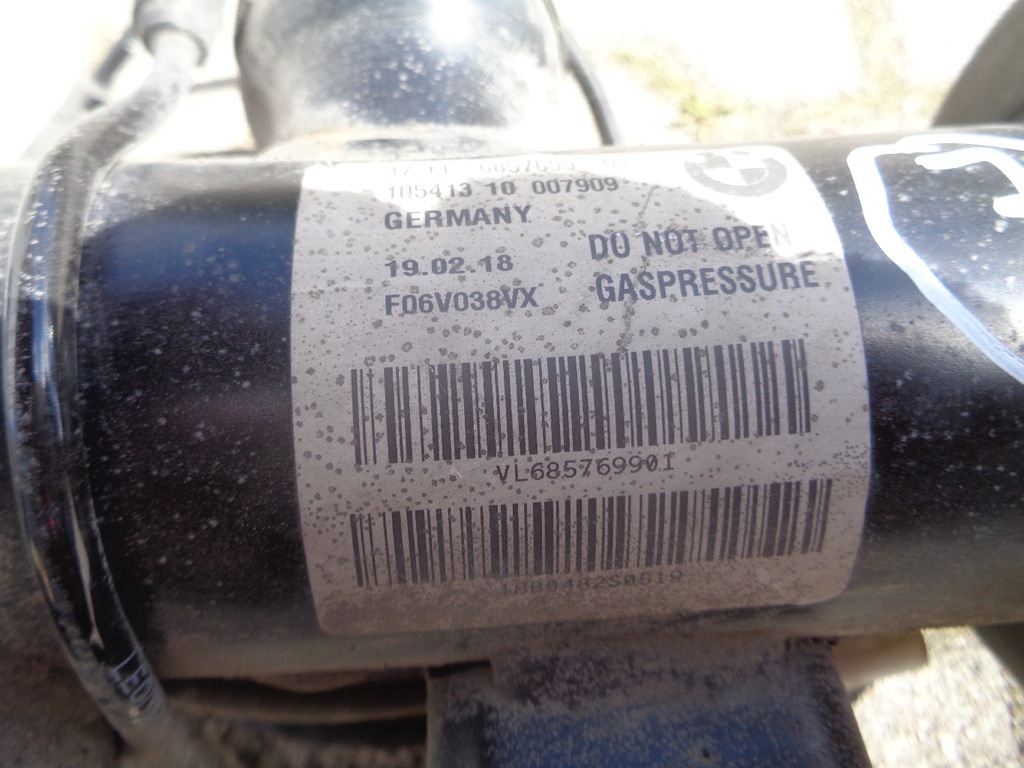 105413 10 007909
GERMANY
19.02.18
F06V038VX
DO NOT OPEN
GASPRESSURE
VL685769901